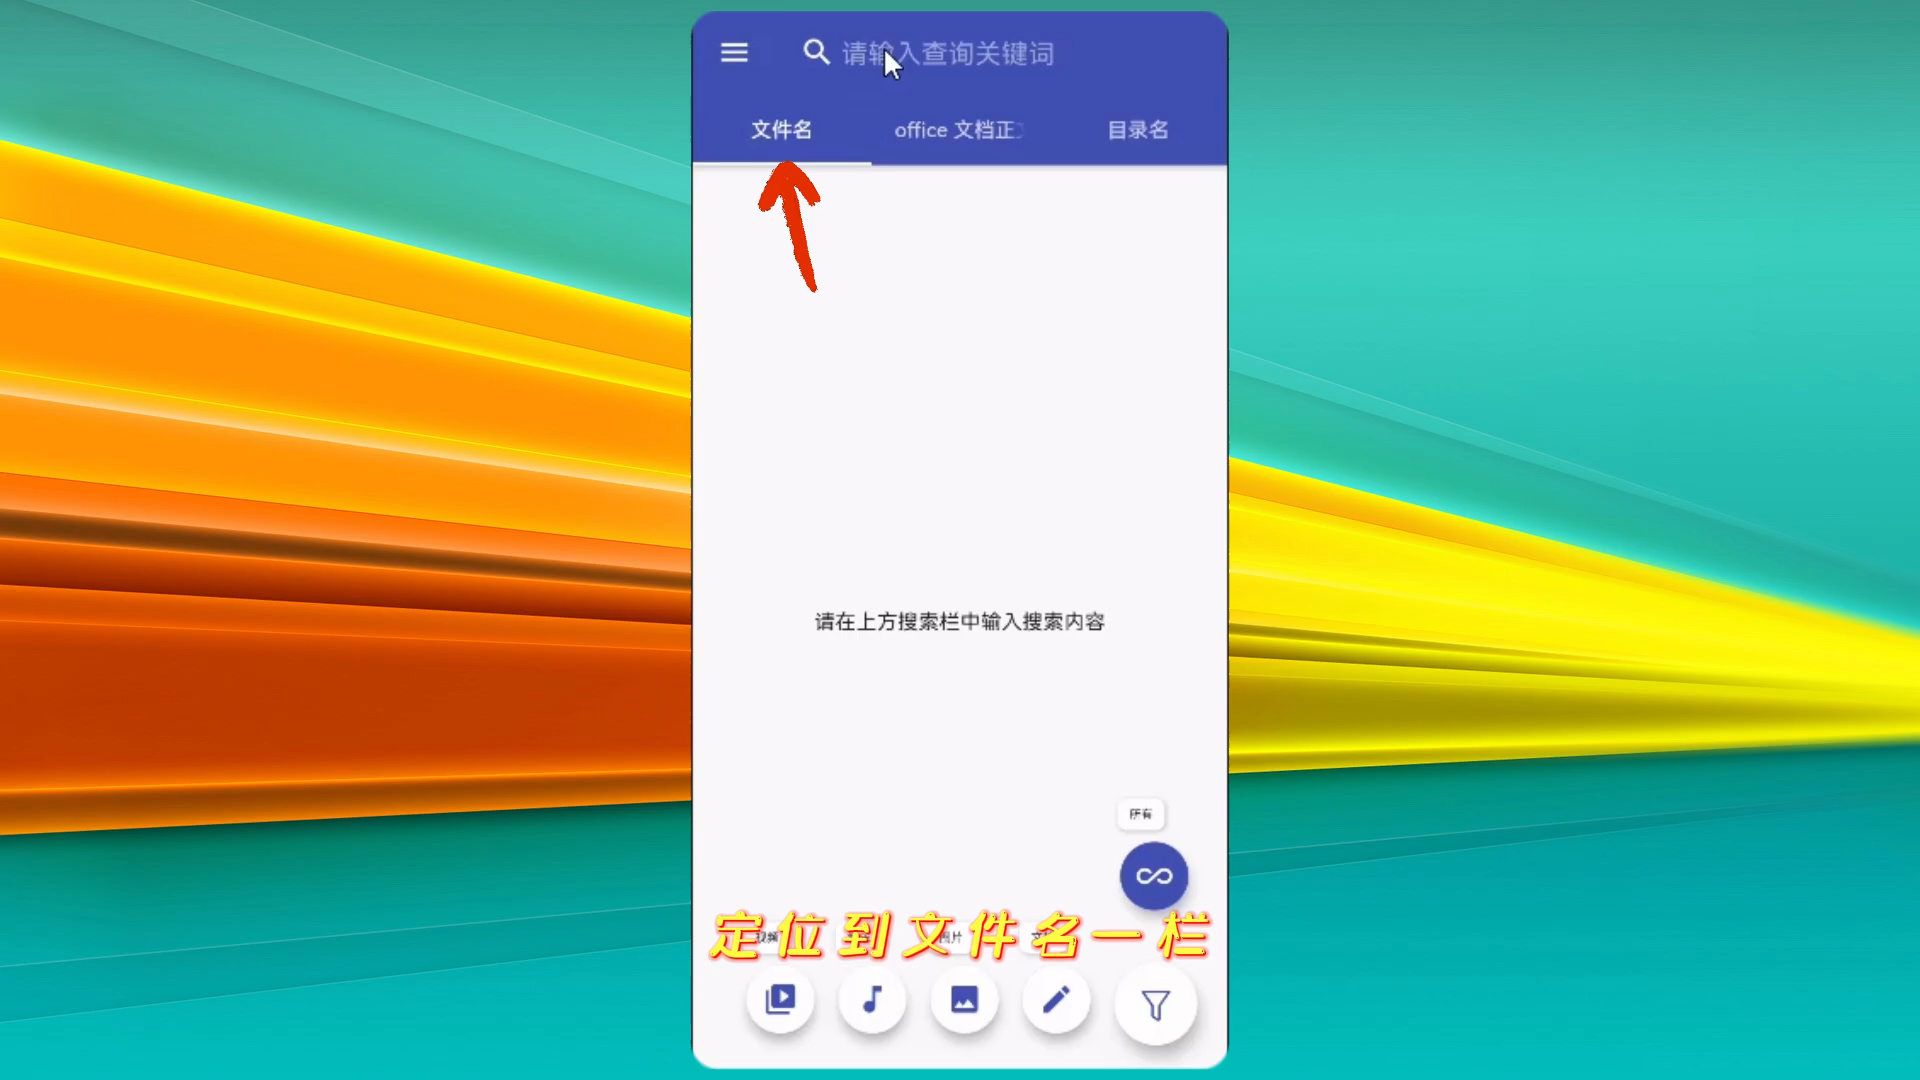 请输入查询关键词
文件名
office 文档正
目录名
请在上方搜索栏中输入搜索内容
所有
定位到文件名一栏